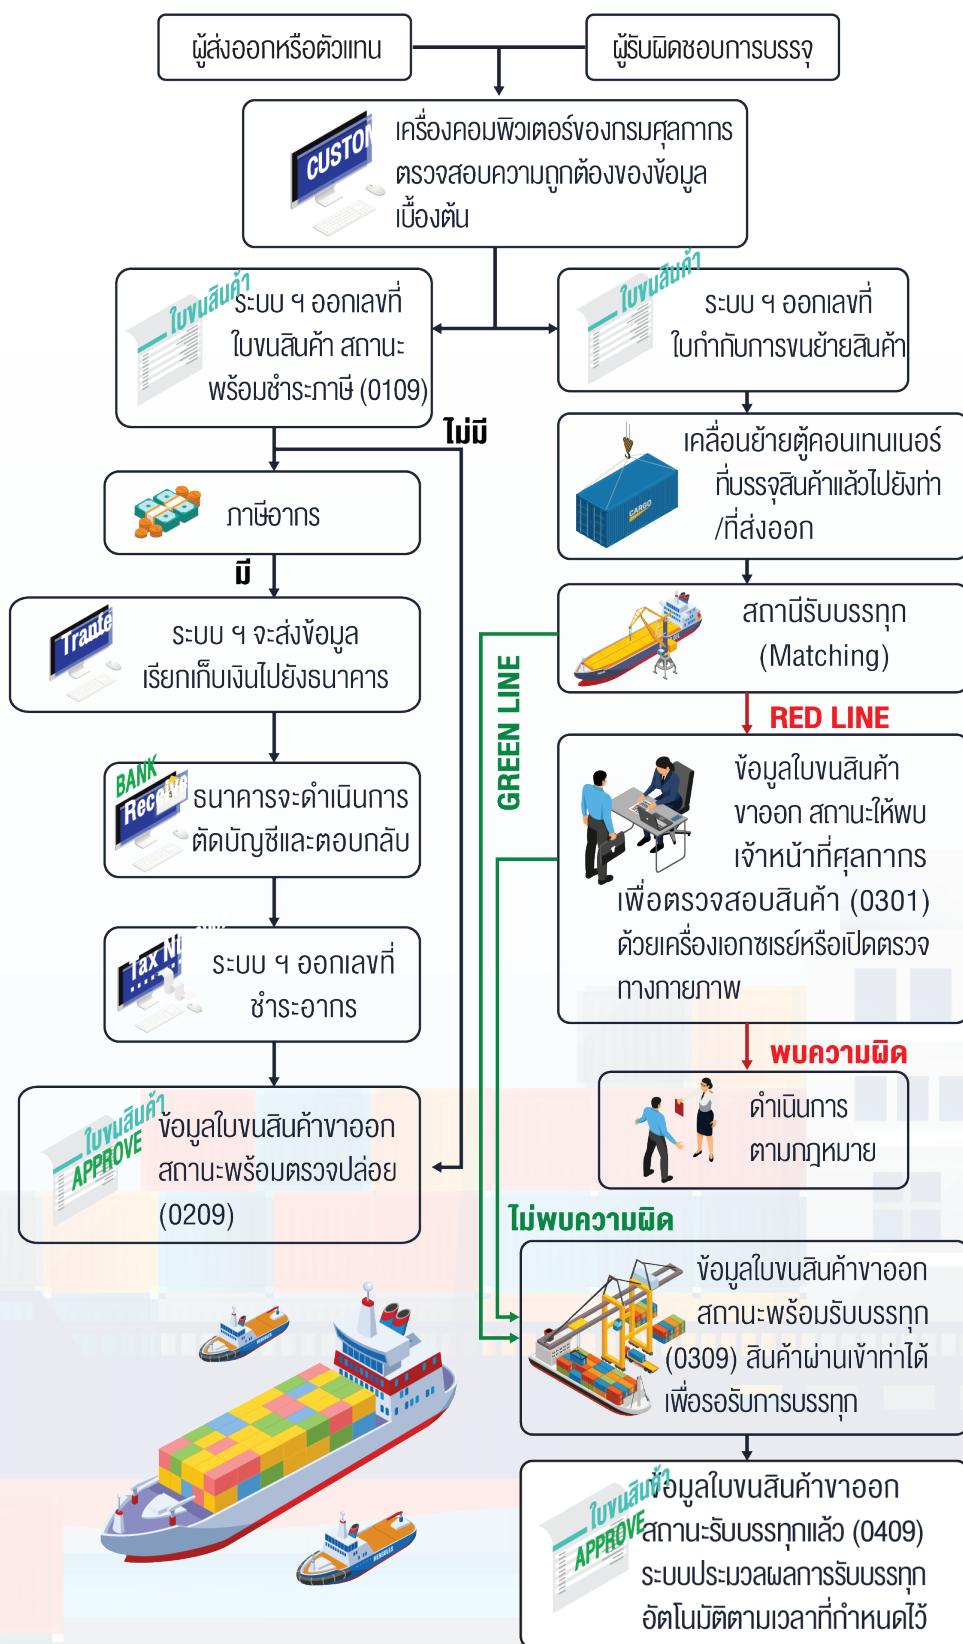 ผู้ส่งออกหรือตัวแทน
ผู้รับผิดชอบการบรรจุ
CUSTOM
เครื่องคอมพิวเตอร์ของกรมศุลกากร
ตรวจสอบความถูกต้องของข้อมูล
เบื้องต้น
ใบขนสินค้า
ระบบ ฯ ออกเลขที่
ใบขนสินค้า สถานะ
พร้อมชำระภาษี (0109)
ใบขนสินค้า
ระบบ ฯ ออกเลขที่
ใบกำกับการขนย้ายสินค้า
ไม่มี
ภาษีอากร
มี
CARGO
เคลื่อนย้ายตู้คอนเทนเนอร์
ที่บรรจุสินค้าแล้วไปยังท่า
/ที่ส่งออก
Tranfe
ระบบ ฯ จะส่งข้อมูล
เรียกเก็บเงินไปยังธนาคาร
สถานีรับบรรทุก
(Matching)
GREEN LINE
RED LINE
BANK
Receive
ธนาคารจะดำเนินการ
ตัดบัญชีและตอบกลับ
ข้อมูลใบขนสินค้า
ขาออก สถานะให้พบ
เจ้าหน้าที่ศุลกากร
เพื่อตรวจสอบสินค้า (0301)
ด้วยเครื่องเอกซเรย์หรือเปิดตรวจ
ทางกายภาพ
Tax
ระบบ ฯ ออกเลขที่
ชำระอากร
พบความผิด
ดำเนินการ
ตามกฎหมาย
ใบขนสินค้า
APPROVE
ข้อมูลใบขนสินค้าขาออก
สถานะพร้อมตรวจปล่อย
(0209)
ไม่พบความผิด
ข้อมูลใบขนสินค้าขาออก
สถานะพร้อมรับบรรทุก
(0309) สินค้าผ่านเข้าท่าได้
เพื่อรอรับการบรรทุก
ใบขนสินค้า
APPROVE
ข้อมูลใบขนสินค้าขาออก
สถานะรับบรรทุกแล้ว (0409)
ระบบประมวลผลการรับบรรทุก
อัตโนมัติตามเวลาที่กำหนดไว้